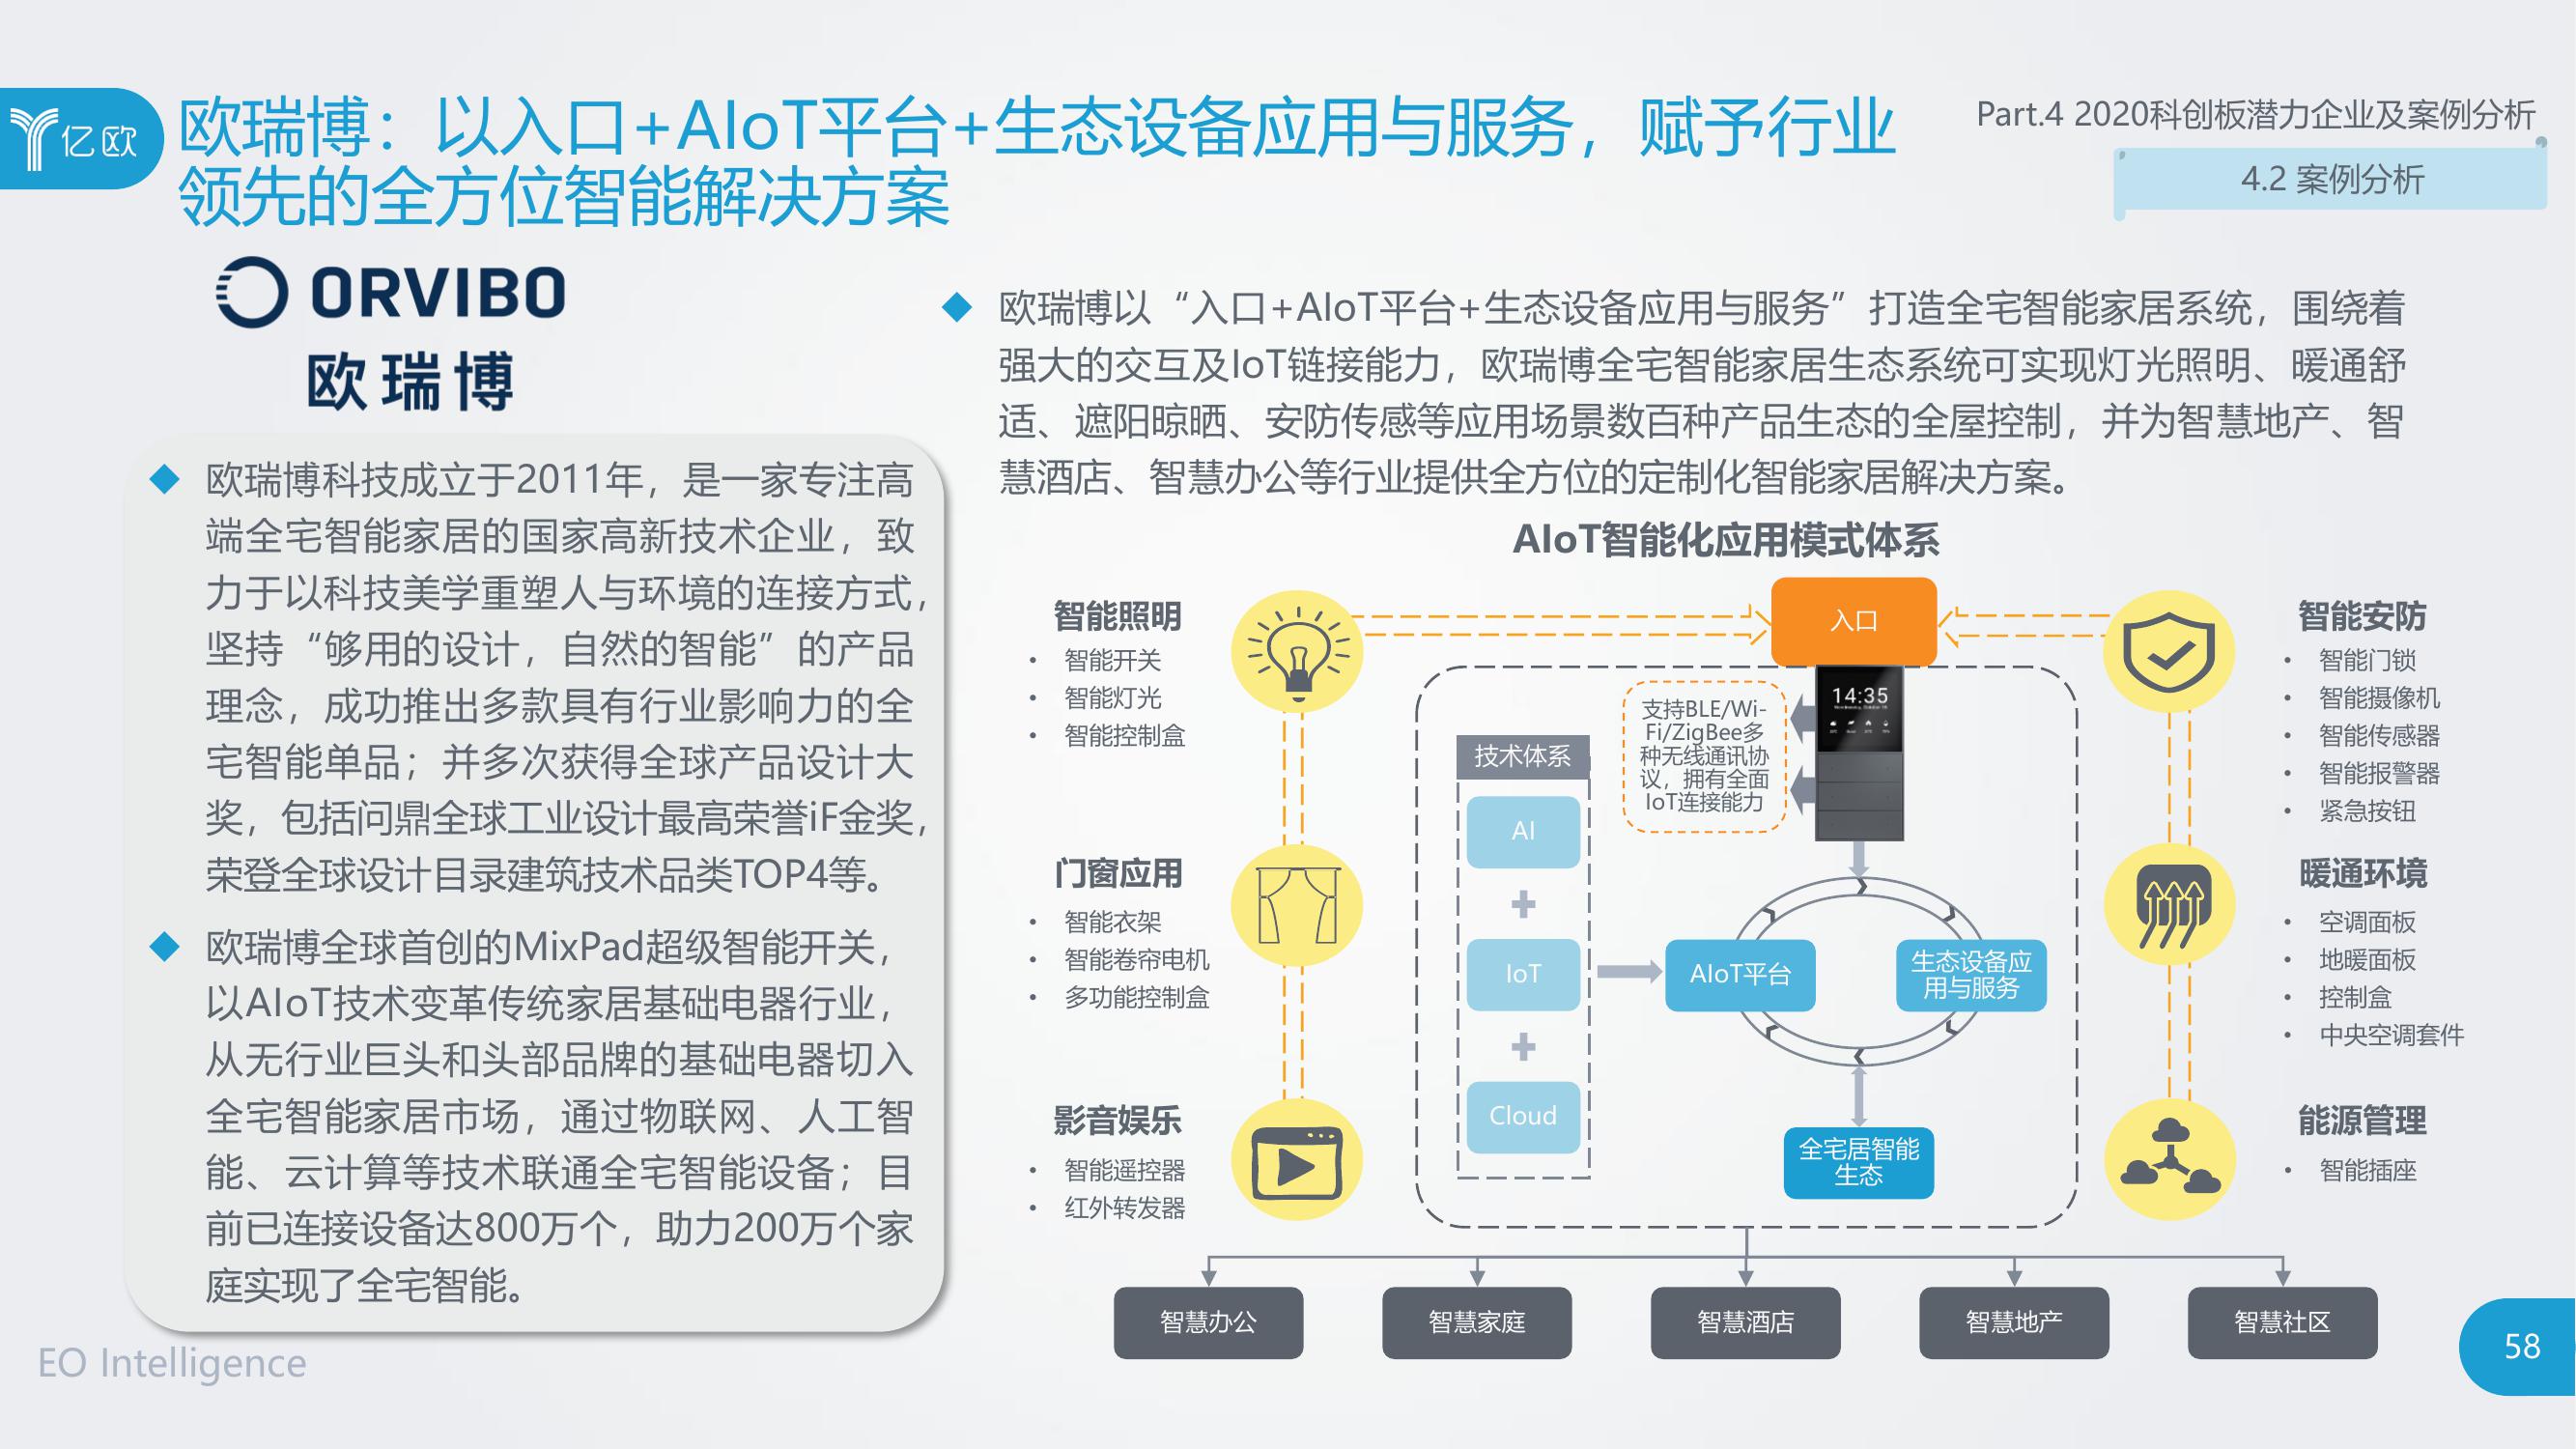 亿欧
欧瑞博：以入口+AIoT平台+生态设备应用与服务，赋予行业
领先的全方位智能解决方案
Part.4 2020科创板潜力企业及案例分析
4.2 案例分析
ORVIBO
欧瑞博
欧瑞博科技成立于2011年，是一家专注高
端全宅智能家居的国家高新技术企业，致
力于以科技美学重塑人与环境的连接方式，
坚持“够用的设计，自然的智能”的产品
理念，成功推出多款具有行业影响力的全
宅智能单品；并多次获得全球产品设计大
奖，包括问鼎全球工业设计最高荣誉iF金奖，
荣登全球设计目录建筑技术品类TOP4等。
欧瑞博全球首创的MixPad超级智能开关，
以AIoT技术变革传统家居基础电器行业，
从无行业巨头和头部品牌的基础电器切入
全宅智能家居市场，通过物联网、人工智
能、云计算等技术联通全宅智能设备；目
前已连接设备达800万个，助力200万个家
庭实现了全宅智能。
欧瑞博以“入口+AIoT平台+生态设备应用与服务”打造全宅智能家居系统，围绕着
强大的交互及IoT链接能力，欧瑞博全宅智能家居生态系统可实现灯光照明、暖通舒
适、遮阳晾晒、安防传感等应用场景数百种产品生态的全屋控制，并为智慧地产、智
慧酒店、智慧办公等行业提供全方位的定制化智能家居解决方案。
AIoT智能化应用模式体系
智能照明
• 智能开关
• 智能灯光
• 智能控制盒
门窗应用
• 智能衣架
• 智能卷帘电机
• 多功能控制盒
影音娱乐
• 智能遥控器
• 红外转发器
入口
14:35
支持BLE/Wi-
Fi/ZigBee多
种无线通讯协
议，拥有全面
IoT连接能力
技术体系
AI
IoT
Cloud
AIoT平台
生态设备应
用与服务
全宅居智能
生态
智能安防
• 智能门锁
• 智能摄像机
• 智能传感器
• 智能报警器
• 紧急按钮
暖通环境
• 空调面板
• 地暖面板
• 控制盒
• 中央空调套件
能源管理
• 智能插座
智慧办公
智慧家庭
智慧酒店
智慧地产
智慧社区
EO Intelligence
58